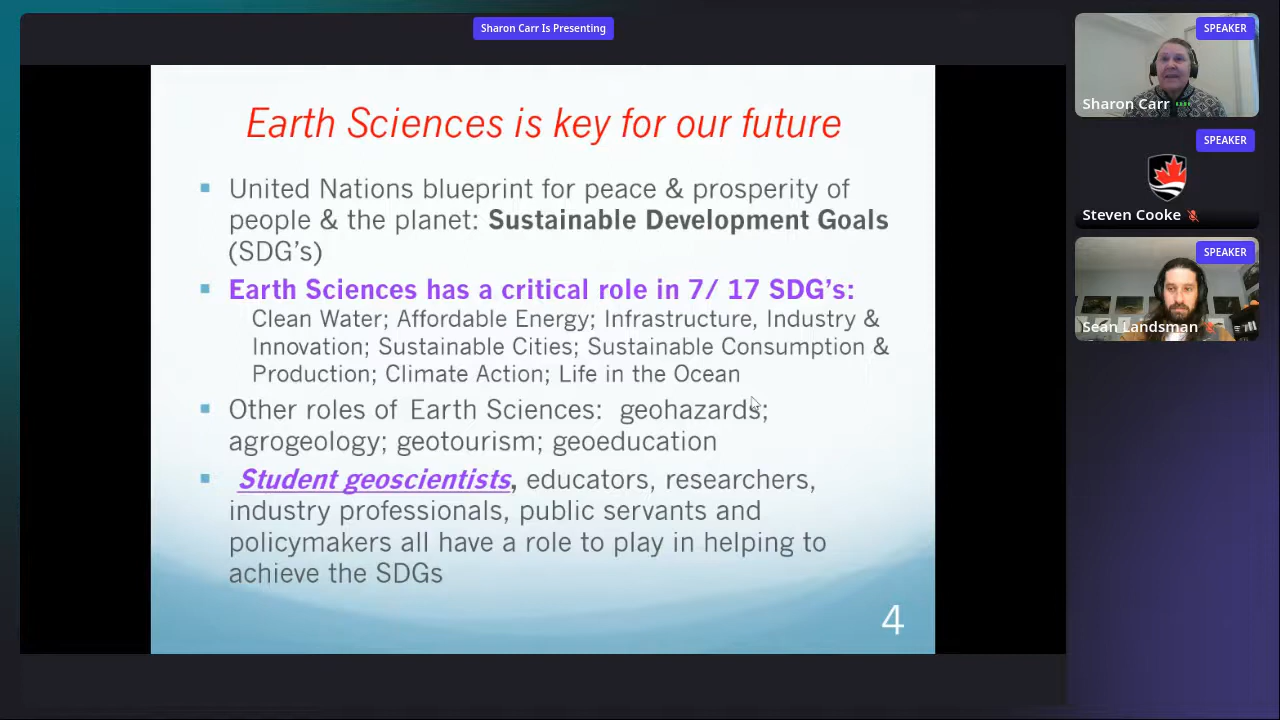 Sharon Carr Is Presenting
Earth Sciences is key for our future
United Nations blueprint for peace & prosperity of
people & the planet: Sustainable Development Goals
(SDG's)
Earth Sciences has a critical role in 7/ 17 SDG's:
Clean Water; Affordable Energy; Infrastructure, Industry &
Innovation; Sustainable Cities; Sustainable Consumption &
Production; Climate Action; Life in the Ocean
Other roles of Earth Sciences: geohazards;
agrogeology; geotourism; geoeducation
Student geoscientists, educators, researchers,
industry professionals, public servants and
policymakers all have a role to play in helping to
achieve the SDGs
4
SPEAKER
Sharon Carr
SPEAKER
Steven Cooke
SPEAKER
Sean Landsman